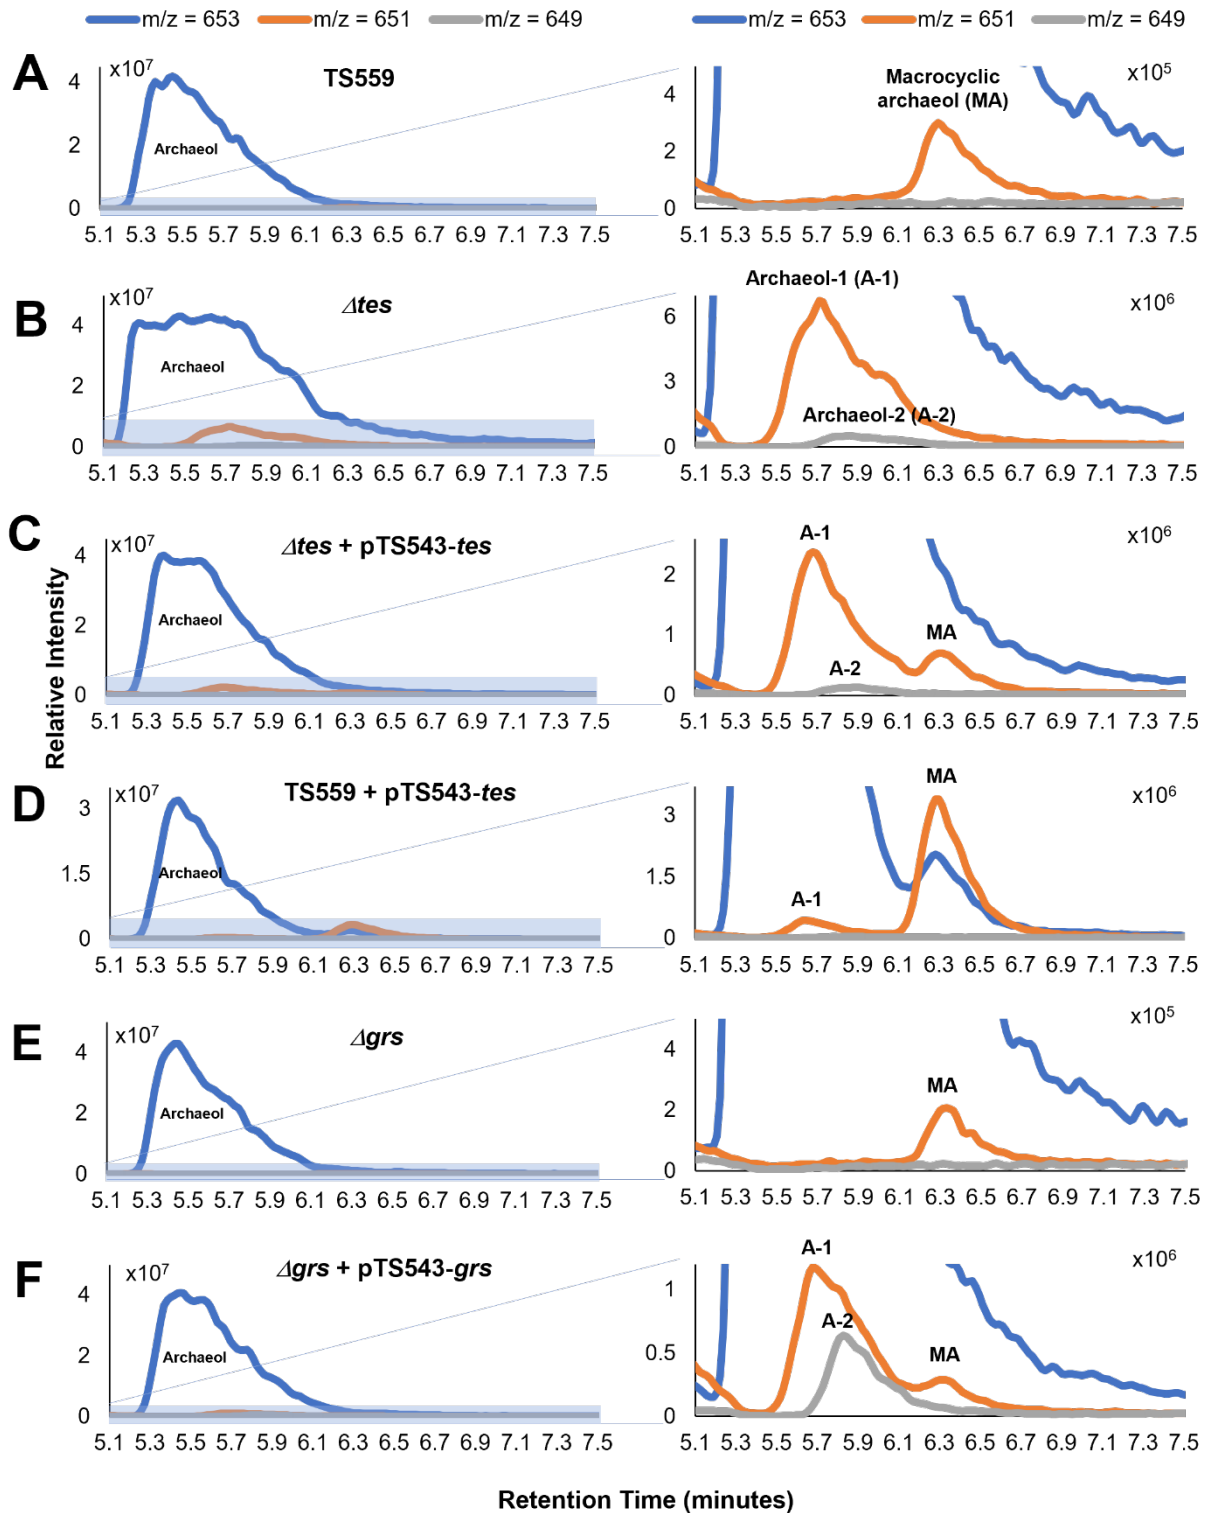 m/z = 653 m/z = 651 m/z = 649 m/z = 653 m/z = 651 m/z = 649
A
x10⁷
TS559
4
2
0
Archaeol
5.1 5.3 5.5 5.7 5.9 6.1 6.3 6.5 6.7 6.9 7.1 7.3 7.5
Macrocyclic
archaeol (MA)
x10⁵
4
2
0
5.1 5.3 5.5 5.7 5.9 6.1 6.3 6.5 6.7 6.9 7.1 7.3 7.5
B
x10⁷
Δtes
4
2
0
Archaeol
5.1 5.3 5.5 5.7 5.9 6.1 6.3 6.5 6.7 6.9 7.1 7.3 7.5
Archaeol-1 (A-1)
x10⁶
6
3
0
Archaeol-2 (A-2)
5.1 5.3 5.5 5.7 5.9 6.1 6.3 6.5 6.7 6.9 7.1 7.3 7.5
C
x10⁷
Δtes + pTS543-tes
4
2
0
Archaeol
5.1 5.3 5.5 5.7 5.9 6.1 6.3 6.5 6.7 6.9 7.1 7.3 7.5
A-1
x10⁶
2
1
0
MA
A-2
5.1 5.3 5.5 5.7 5.9 6.1 6.3 6.5 6.7 6.9 7.1 7.3 7.5
Relative Intensity
D
x10⁷
TS559 + pTS543-tes
3
1.5
0
Archaeol
5.1 5.3 5.5 5.7 5.9 6.1 6.3 6.5 6.7 6.9 7.1 7.3 7.5
MA
x10⁶
3
1.5
0
A-1
5.1 5.3 5.5 5.7 5.9 6.1 6.3 6.5 6.7 6.9 7.1 7.3 7.5
E
x10⁷
Δgrs
4
2
0
Archaeol
5.1 5.3 5.5 5.7 5.9 6.1 6.3 6.5 6.7 6.9 7.1 7.3 7.5
x10⁵
4
2
0
MA
5.1 5.3 5.5 5.7 5.9 6.1 6.3 6.5 6.7 6.9 7.1 7.3 7.5
F
x10⁷
Δgrs + pTS543-grs
4
2
0
Archaeol
5.1 5.3 5.5 5.7 5.9 6.1 6.3 6.5 6.7 6.9 7.1 7.3 7.5
A-1
x10⁶
1
0.5
0
A-2
MA
5.1 5.3 5.5 5.7 5.9 6.1 6.3 6.5 6.7 6.9 7.1 7.3 7.5
Retention Time (minutes)